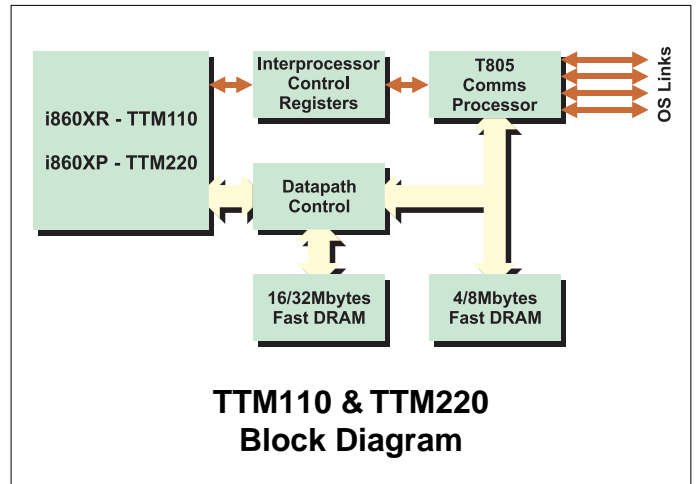 i860XR - TTM110
i860XP - TTM220
Interprocessor
Control
Registers
T805
Comms
Processor
OS Links
Datapath
Control
16/32Mbytes
Fast DRAM
4/8Mbytes
Fast DRAM
TTM110 & TTM220
Block Diagram